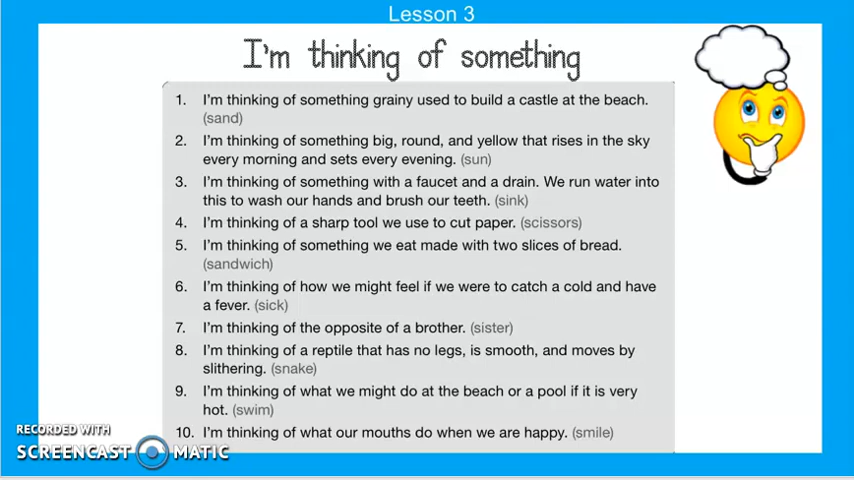 Lesson 3
I'm thinking of something
1. I'm thinking of something grainy used to build a castle at the beach.
(sand)
2. I'm thinking of something big, round, and yellow that rises in the sky
every morning and sets every evening. (sun)
3. I'm thinking of something with a faucet and a drain. We run water into
this to wash our hands and brush our teeth. (sink)
4. I'm thinking of a sharp tool we use to cut paper. (scissors)
5. I'm thinking of something we eat made with two slices of bread.
(sandwich)
6. I'm thinking of how we might feel if we were to catch a cold and have
a fever. (sick)
7. I'm thinking of the opposite of a brother. (sister)
8. I'm thinking of a reptile that has no legs, is smooth, and moves by
slithering. (snake)
9. I'm thinking of what we might do at the beach or a pool if it is very
hot. (swim)
10. I'm thinking of what our mouths do when we are happy. (smile)
RECORDED WITH
SCREENCAST MATIC